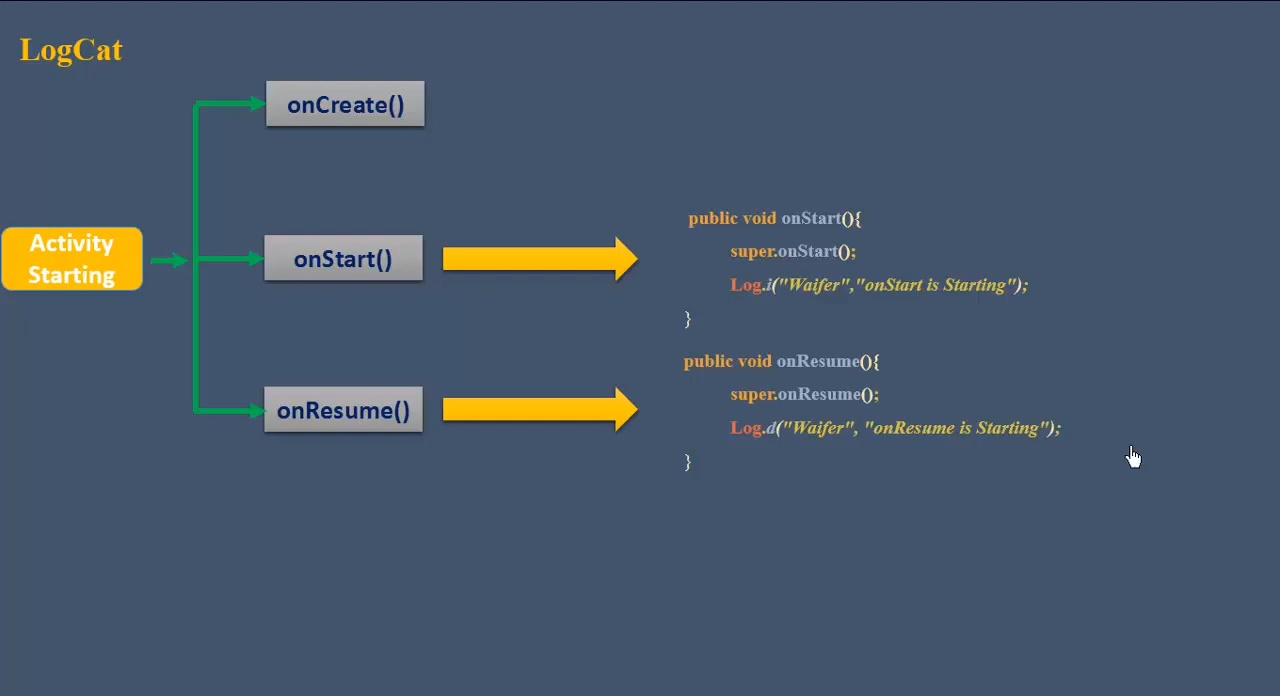 LogCat
onCreate()
Activity
Starting
onStart()
onResume()
public void onStart(){
super.onStart();
Log.i("Waifer","onStart is Starting");
}
public void onResume(){
super.onResume();
Log.d("Waifer", "onResume is Starting");
}